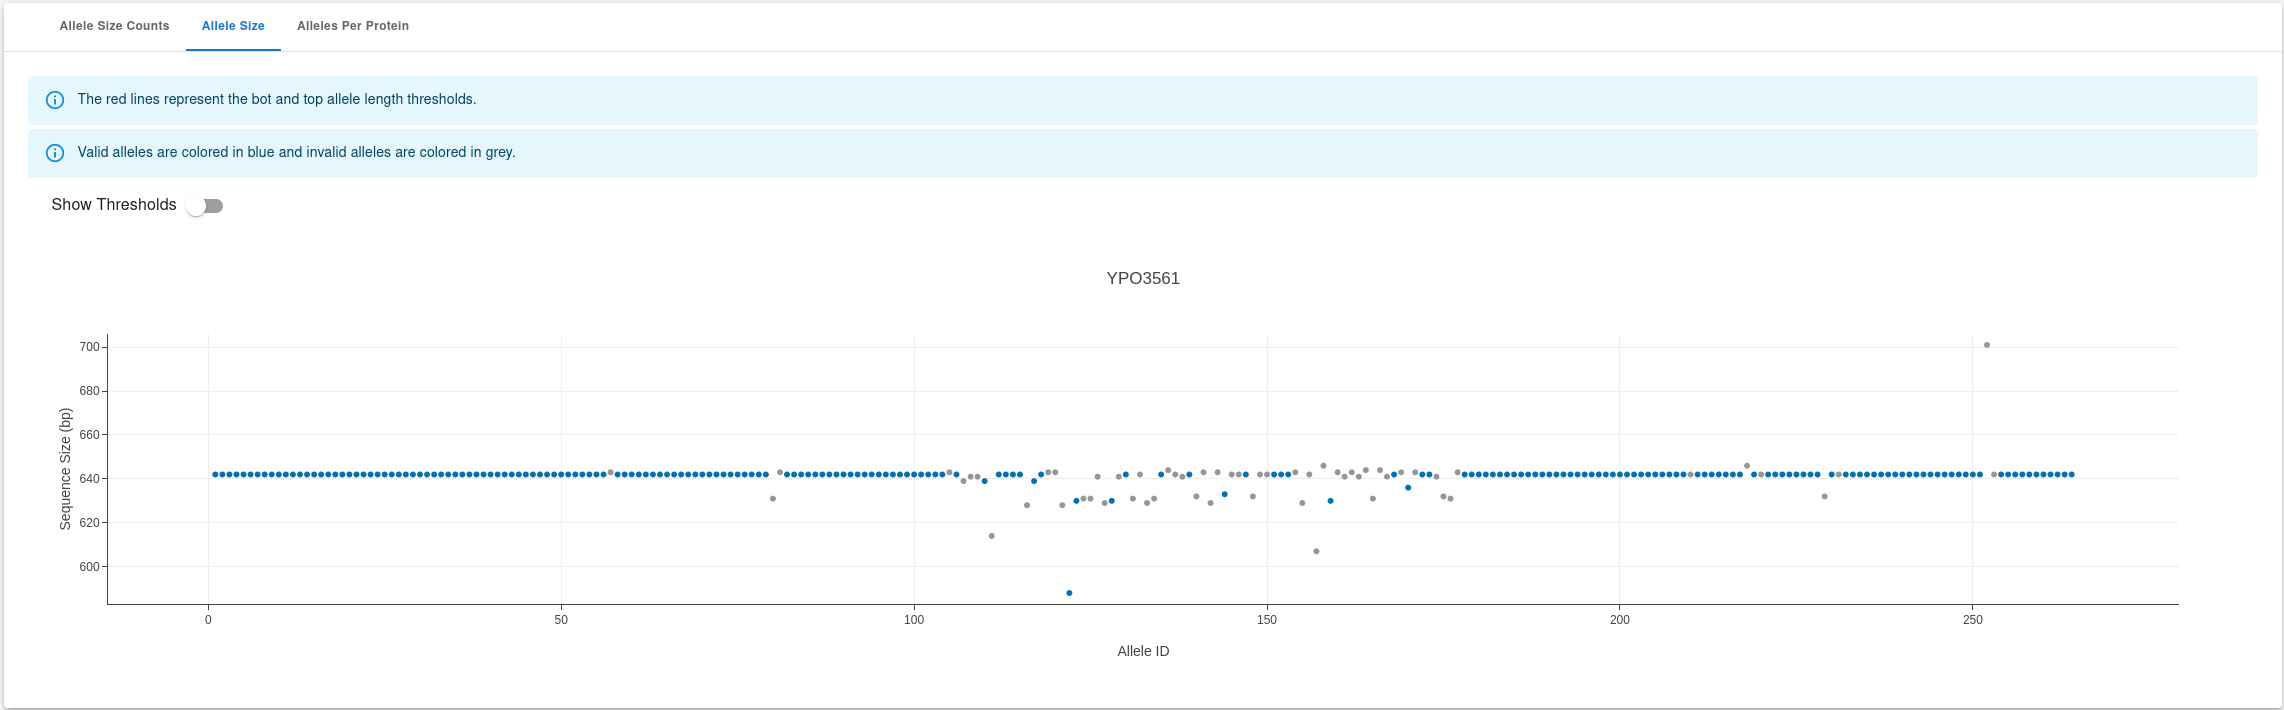 Allele Size Counts Allele Size Alleles Per Protein
The red lines represent the bot and top allele length thresholds.
Valid alleles are colored in blue and invalid alleles are colored in grey.
Show Thresholds
YPO3561
700
680
660
640
620
600
Sequence Size (bp)
0 50 100 150 200 250
Allele ID